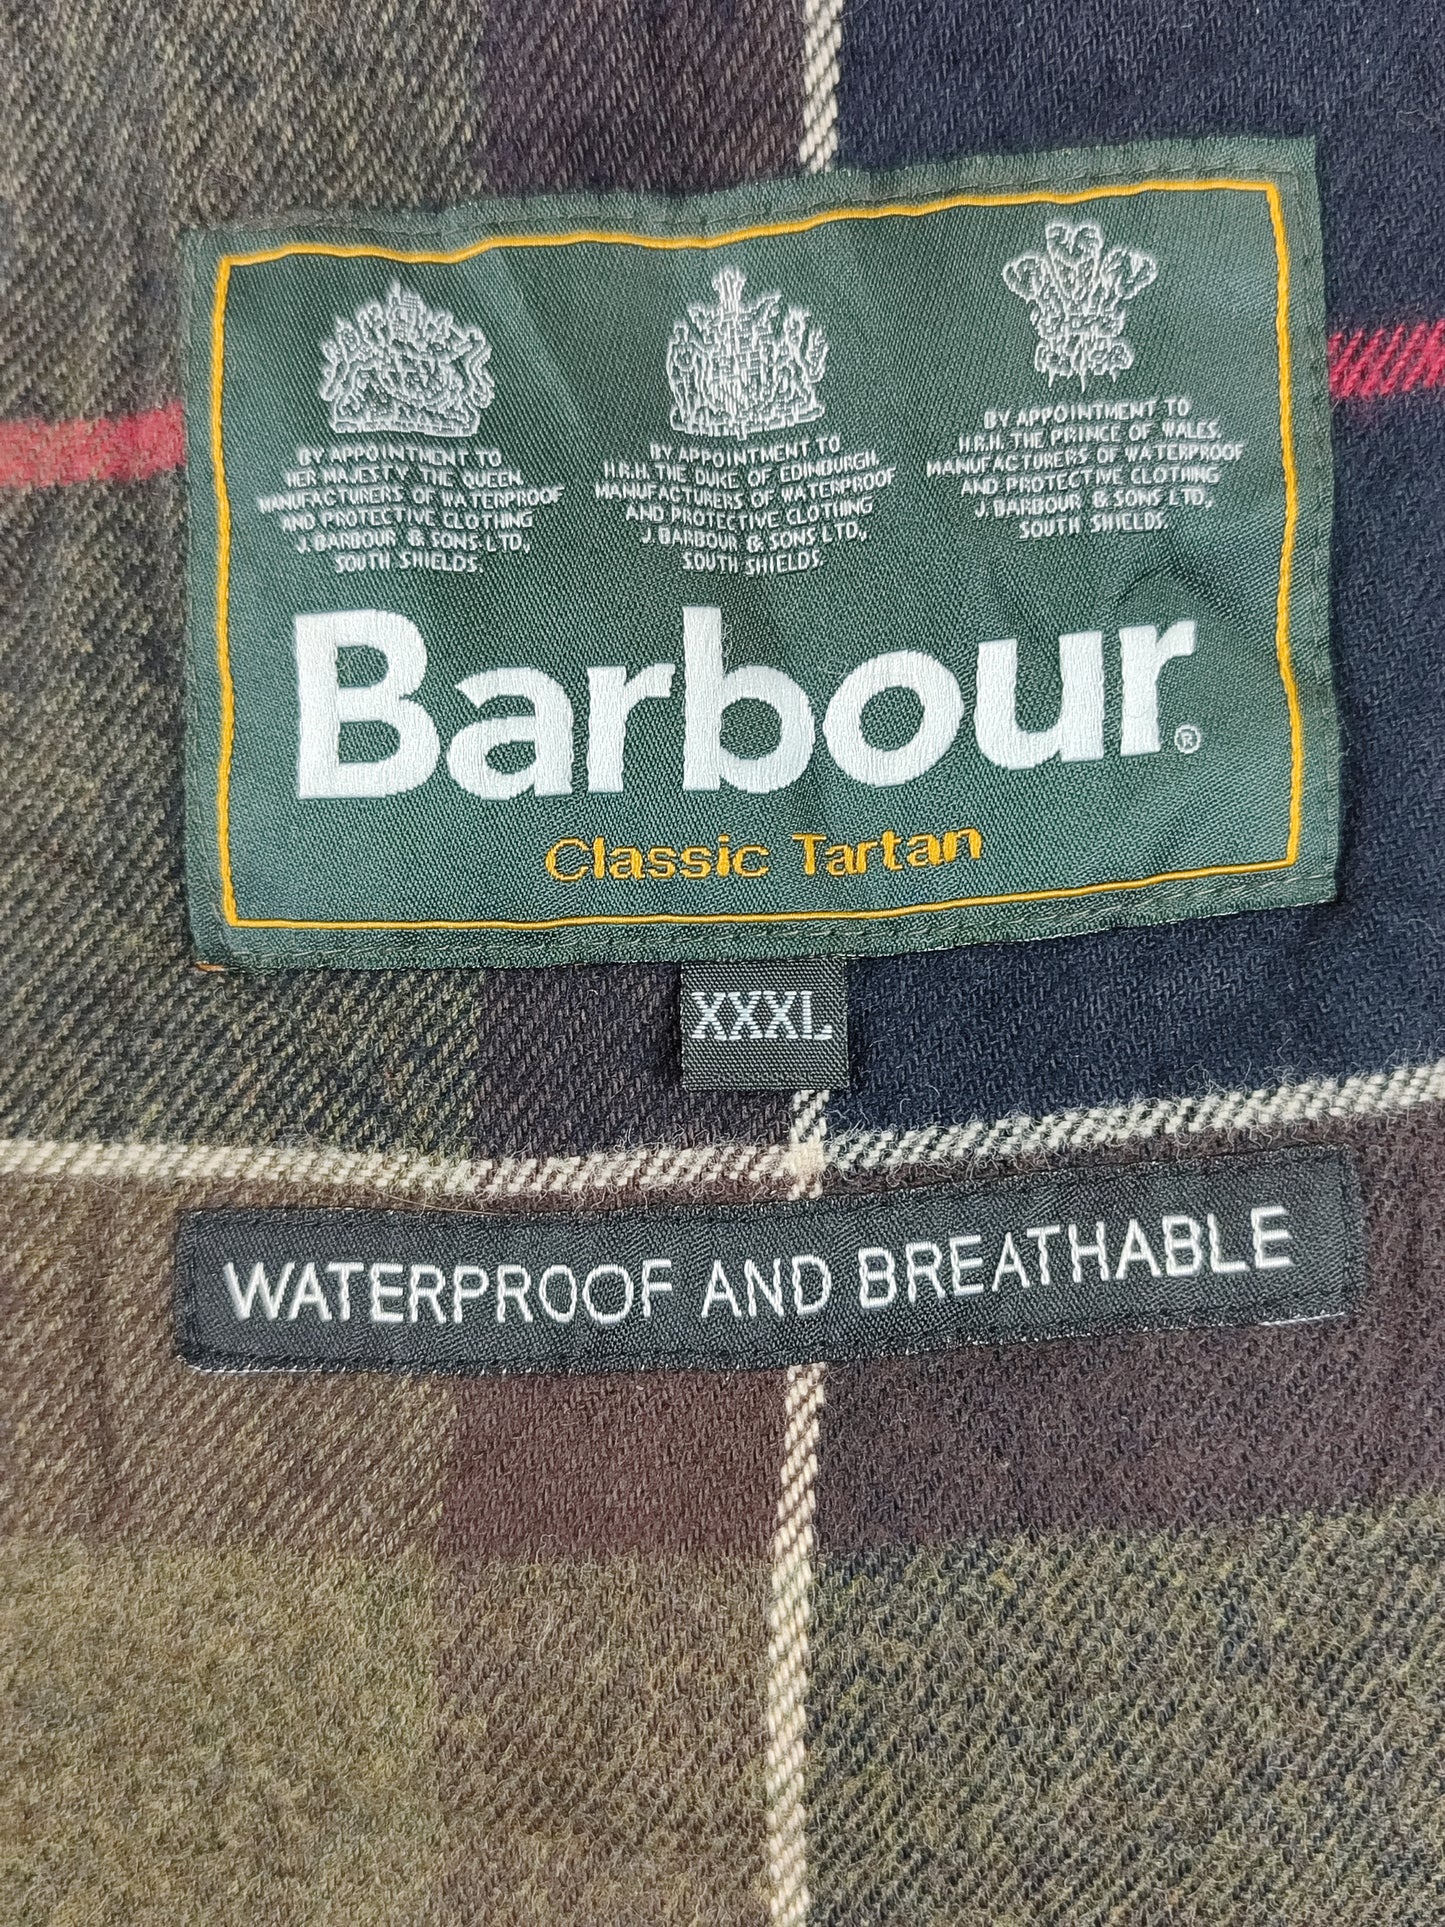 BY APPOINTMENT TO
HER MAJESTY THE QUEEN
MANUFACTURERS OF WATERPROOF
AND PROTECTIVE CLOTHING
J. BARBOUR & SONS LTD.,
SOUTH SHIELDS.
BY APPOINTMENT TO
H.R.H. THE DUKE OF EDINBURGH
MANUFACTURERS OF WATERPROOF
AND PROTECTIVE CLOTHING
J. BARBOUR & SONS LTD.,
SOUTH SHIELDS.
BY APPOINTMENT TO
H.R.H. THE PRINCE OF WALES.
MANUFACTURERS OF WATERPROOF
AND PROTECTIVE CLOTHING
J. BARBOUR & SONS LTD.,
SOUTH SHIELDS.
Barbour®
Classic Tartan
XXXL
WATERPROOF AND BREATHABLE